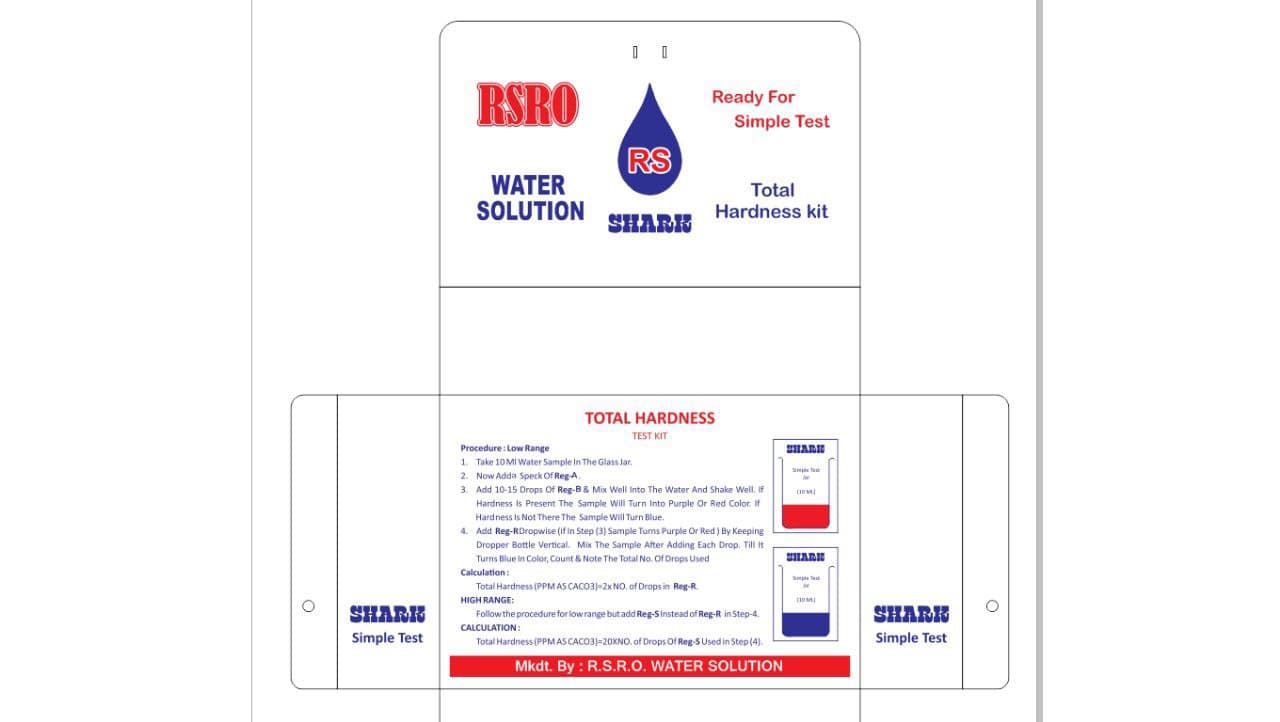 RSRO
Ready For
Simple Test
RS
WATER
SOLUTION
Total
Hardness kit
SHARK
TOTAL HARDNESS
TEST KIT
Procedure : Low Range
1. Take 10 Ml Water Sample In The Glass Jar.
2. Now Adda Speck Of Reg-A.
3. Add 10-15 Drops Of Reg-B & Mix Well Into The Water And Shake Well. If
Hardness Is Present The Sample Will Turn Into Purple Or Red Color. If
Hardness Is Not There The Sample Will Turn Blue.
4. Add Reg-R Dropwise (if In Step (3) Sample Turns Purple Or Red ) By Keeping
Dropper Bottle Vertical. Mix The Sample After Adding Each Drop. Till It
Turns Blue In Color, Count & Note The Total No. Of Drops Used
Calculation :
Total Hardness (PPM AS CACO3)=2x NO. of Drops in Reg-R.
HIGH RANGE:
Follow the procedure for low range but add Reg-S Instead of Reg-R in Step-4.
CALCULATION :
Total Hardness (PPM AS CACO3)=20XNO. of Drops Of Reg-S Used in Step (4).
SHARK
Simple Test
Jar
(10 ML)
SHARK
Simple Test
Jar
(10 ML)
SHARK
Simple Test
SHARK
Simple Test
Mkdt. By : R.S.R.O. WATER SOLUTION